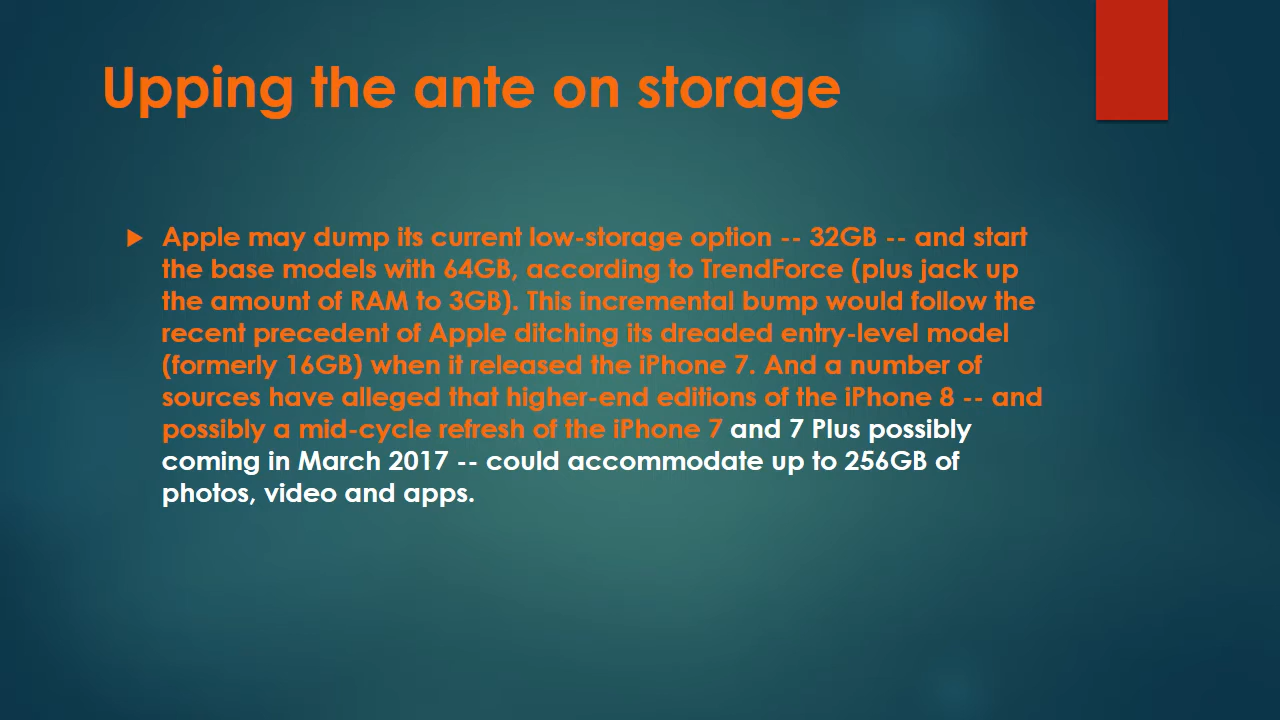 Upping the ante on storage
Apple may dump its current low-storage option -- 32GB -- and start
the base models with 64GB, according to TrendForce (plus jack up
the amount of RAM to 3GB). This incremental bump would follow the
recent precedent of Apple ditching its dreaded entry-level model
(formerly 16GB) when it released the iPhone 7. And a number of
sources have alleged that higher-end editions of the iPhone 8 -- and
possibly a mid-cycle refresh of the iPhone 7 and 7 Plus possibly
coming in March 2017 -- could accommodate up to 256GB of
photos, video and apps.